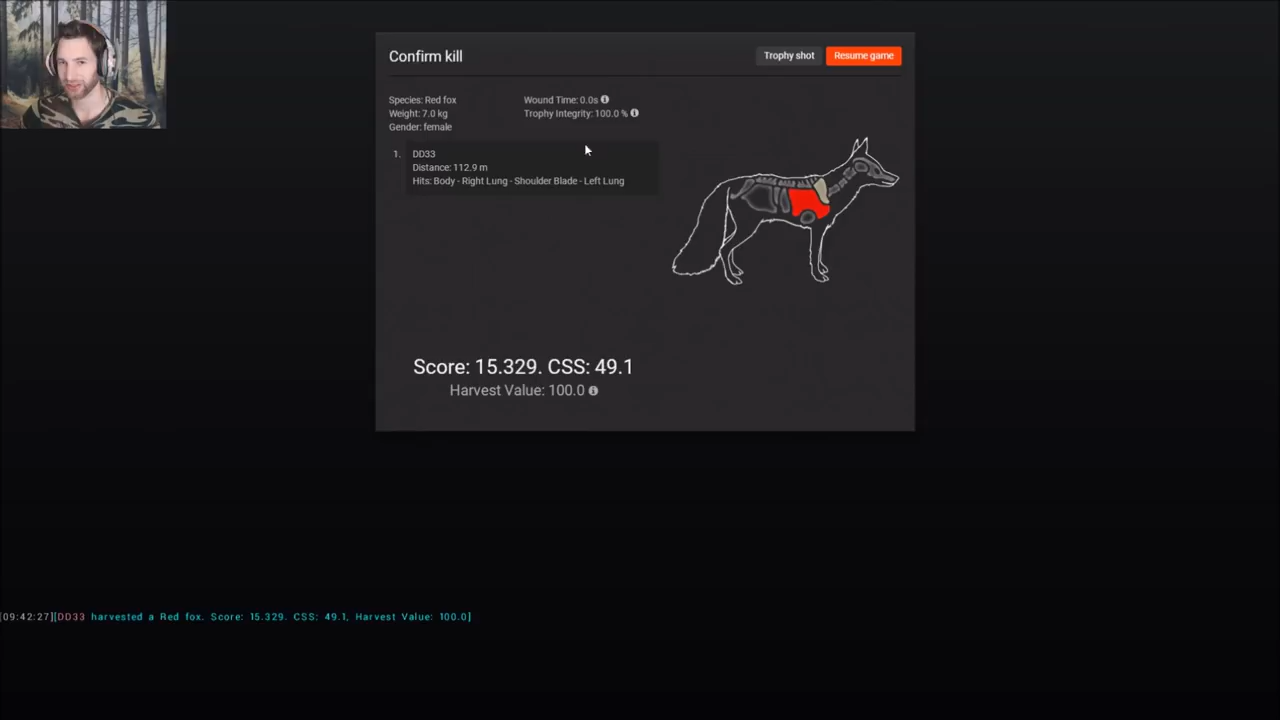 Confirm kill
Trophy shot
Resume game
Species: Red fox
Wound Time: 0.0s
Weight: 7.0 kg
Trophy Integrity: 100.0 %
Gender: female
1. DD33
Distance: 112.9 m
Hits: Body - Right Lung - Shoulder Blade - Left Lung
Score: 15.329. CSS: 49.1
Harvest Value: 100.0
[09:42:27][DD33 harvested a Red fox. Score: 15.329. CSS: 49.1, Harvest Value: 100.0]